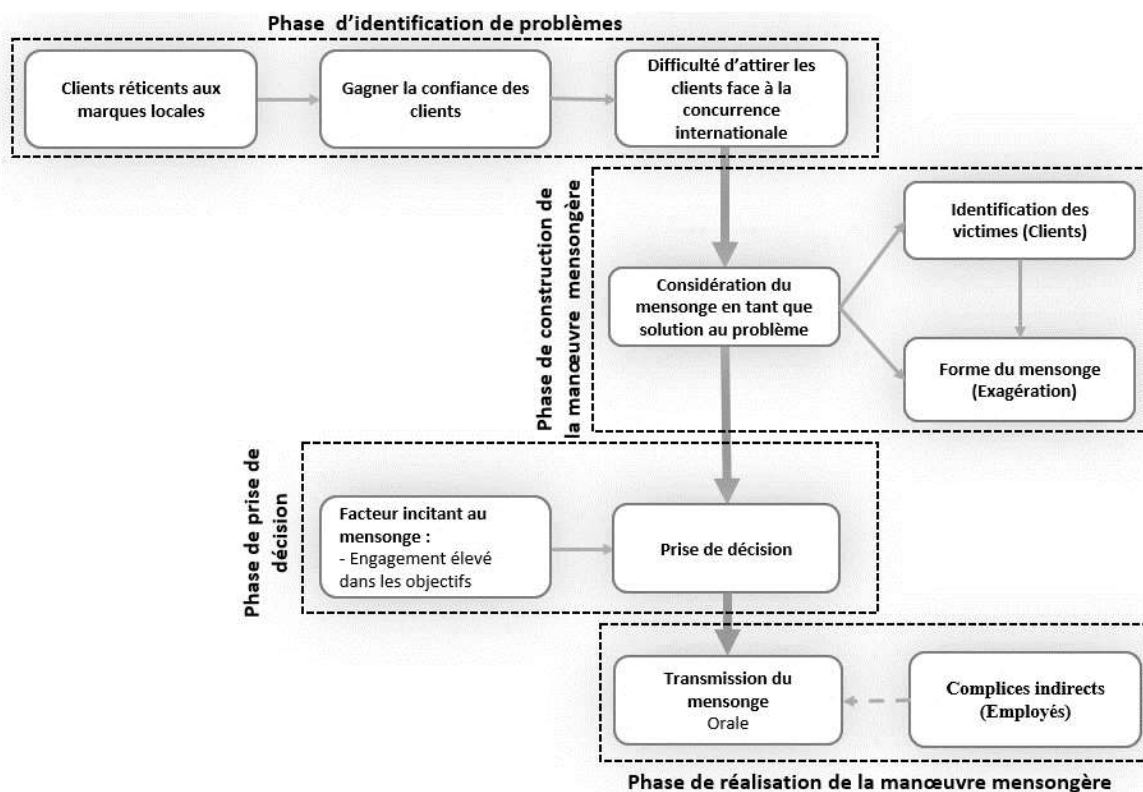 Phase d'identification de problèmes
Clients réticents aux
marques locales
Gagner la confiance des
clients
Difficulté d'attirer les
clients face à la
concurrence
internationale
Phase de construction de
la manœuvre mensongère
Considération du
mensonge en tant que
solution au problème
Identification des
victimes (Clients)
Forme du mensonge
(Exagération)
Phase de prise de
décision
Facteur incitant au
mensonge :
- Engagement élevé
dans les objectifs
Prise de décision
Transmission du
mensonge
Orale
Complices indirects
(Employés)
Phase de réalisation de la manœuvre mensongère